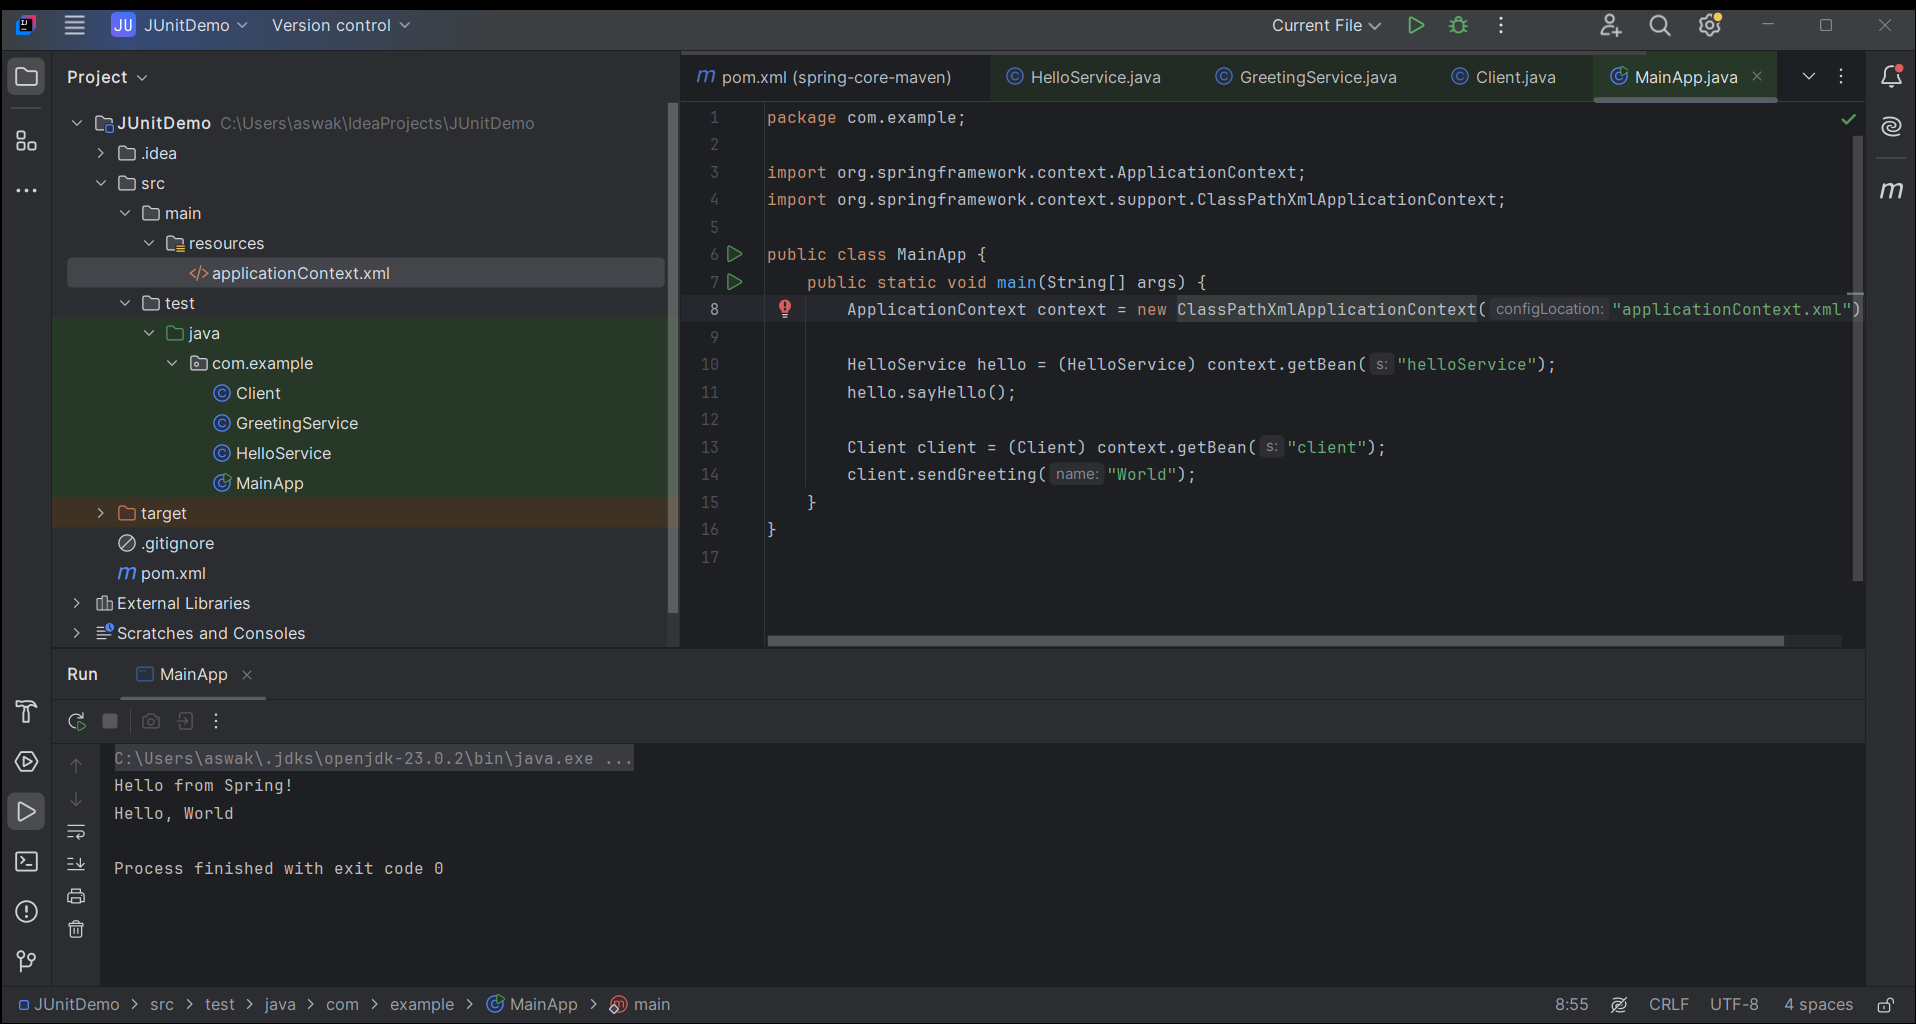 JU JUnitDemo Version control Current File
Project
JUnitDemo C:\Users\aswak\IdeaProjects\JUnitDemo
.idea
src
main
resources
</> applicationContext.xml
test
java
com.example
Client
GreetingService
HelloService
MainApp
target
.gitignore
m pom.xml
External Libraries
Scratches and Consoles
m pom.xml (spring-core-maven) HelloService.java GreetingService.java Client.java MainApp.java
1 package com.example;
2
3 import org.springframework.context.ApplicationContext;
4 import org.springframework.context.support.ClassPathXmlApplicationContext;
5
6 public class MainApp {
7 public static void main(String[] args) {
8 ApplicationContext context = new ClassPathXmlApplicationContext( configLocation: "applicationContext.xml")
9
10 HelloService hello = (HelloService) context.getBean( s: "helloService");
11 hello.sayHello();
12
13 Client client = (Client) context.getBean( s: "client");
14 client.sendGreeting( name: "World");
15 }
16 }
17
m
Run MainApp
C:\Users\aswak\.jdks\openjdk-23.0.2\bin\java.exe ...
Hello from Spring!
Hello, World
Process finished with exit code 0
JUnitDemo > src > test > java > com > example > MainApp > main 8:55 CRLF UTF-8 4 spaces